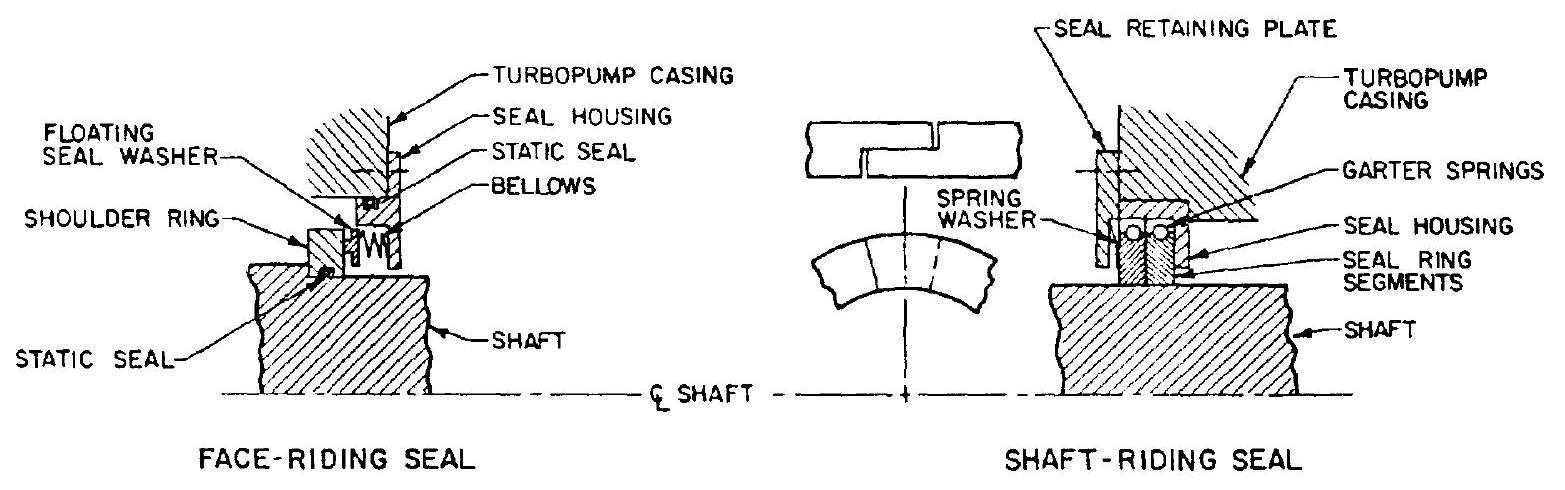 TURBOPUMP CASING
SEAL HOUSING
STATIC SEAL
BELLOWS
FLOATING
SEAL WASHER
SHOULDER RING
STATIC SEAL
SHAFT
FACE-RIDING SEAL
℄ SHAFT
SEAL RETAINING PLATE
TURBOPUMP
CASING
GARTER SPRINGS
SPRING
WASHER
SEAL HOUSING
SEAL RING
SEGMENTS
SHAFT
SHAFT-RIDING SEAL